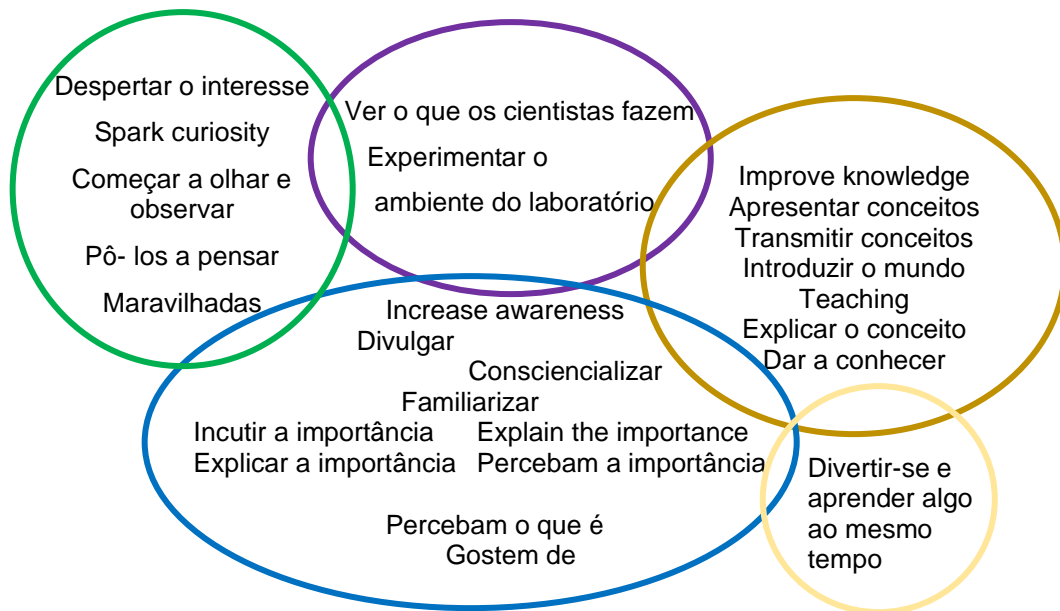 Despertar o interesse
Spark curiosity
Começar a olhar e
observar
Pô- los a pensar
Maravilhadas
Ver o que os cientistas fazem
Experimentar o
ambiente do laboratório
Improve knowledge
Apresentar conceitos
Transmitir conceitos
Introduzir o mundo
Teaching
Explicar o conceito
Dar a conhecer
Increase awareness
Divulgar
Consciencializar
Familiarizar
Incutir a importância Explain the importance
Explicar a importância Percebam a importância
Percebam o que é
Gostem de
Divertir-se e
aprender algo
ao mesmo
tempo